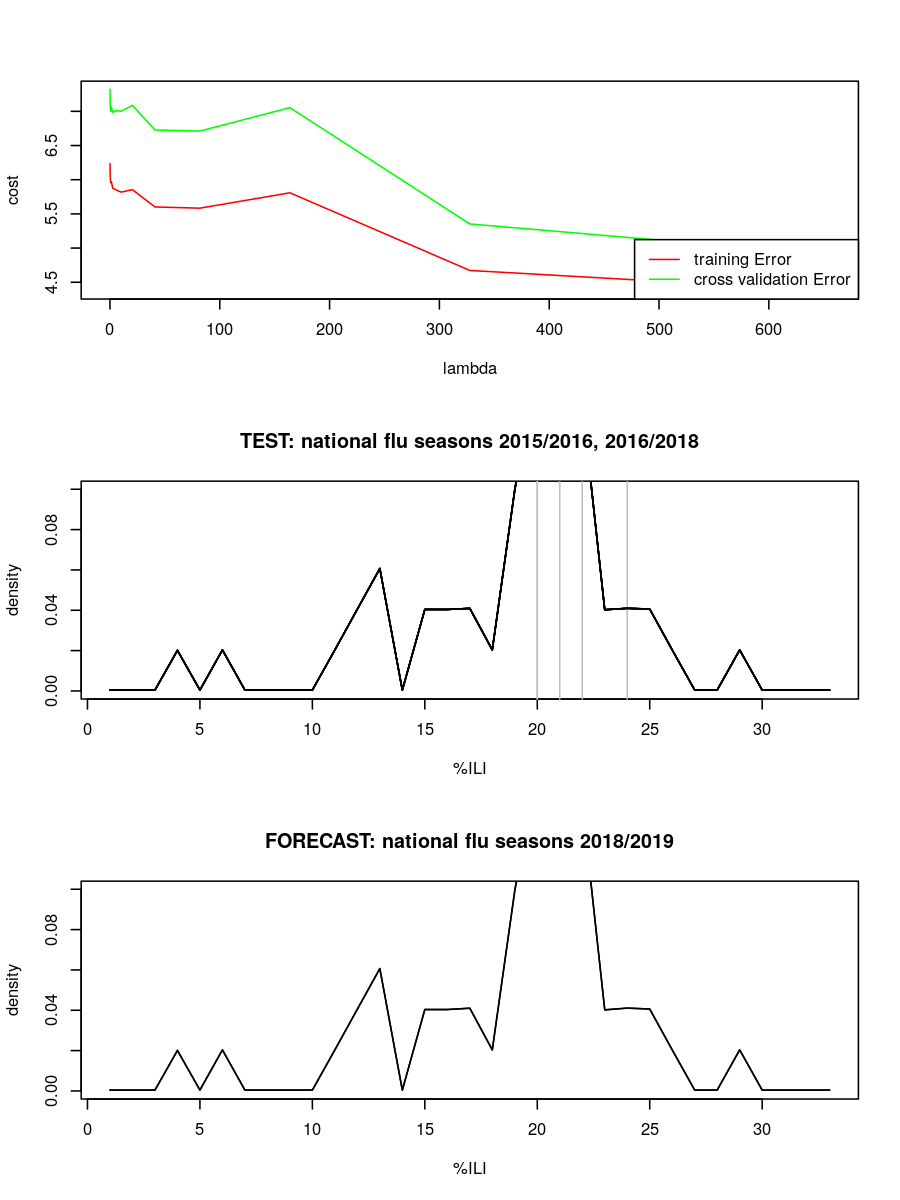 cost
6.5
5.5
4.5
training Error
cross validation Error
0 100 200 300 400 500 600
lambda
TEST: national flu seasons 2015/2016, 2016/2018
density
0.08
0.04
0.00
0 5 10 15 20 25 30
%ILI
FORECAST: national flu seasons 2018/2019
density
0.08
0.04
0.00
0 5 10 15 20 25 30
%ILI